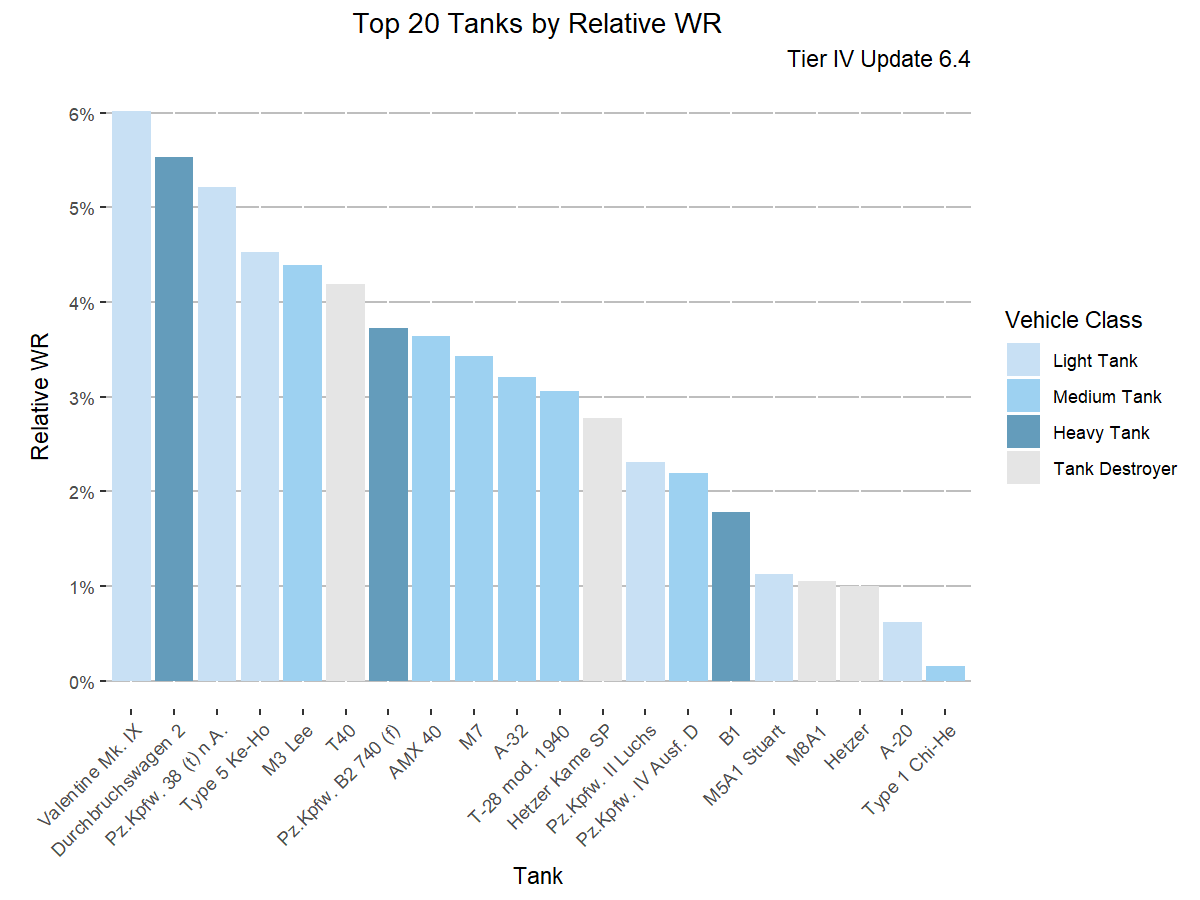 Top 20 Tanks by Relative WR
Tier IV Update 6.4
6%
5%
4%
3%
2%
1%
0%
Relative WR
Valentine Mk. IX
Durchbruchswagen 2
Pz.Kpfw. 38 (t) n.A.
Type 5 Ke-Ho
M3 Lee
T40
Pz.Kpfw. B2 740 (f)
AMX 40
M7
A-32
T-28 mod. 1940
Hetzer Kame SP
Pz.Kpfw. II Luchs
Pz.Kpfw. IV Ausf. D
B1
M5A1 Stuart
M8A1
Hetzer
A-20
Type 1 Chi-He
Tank
Vehicle Class
Light Tank
Medium Tank
Heavy Tank
Tank Destroyer